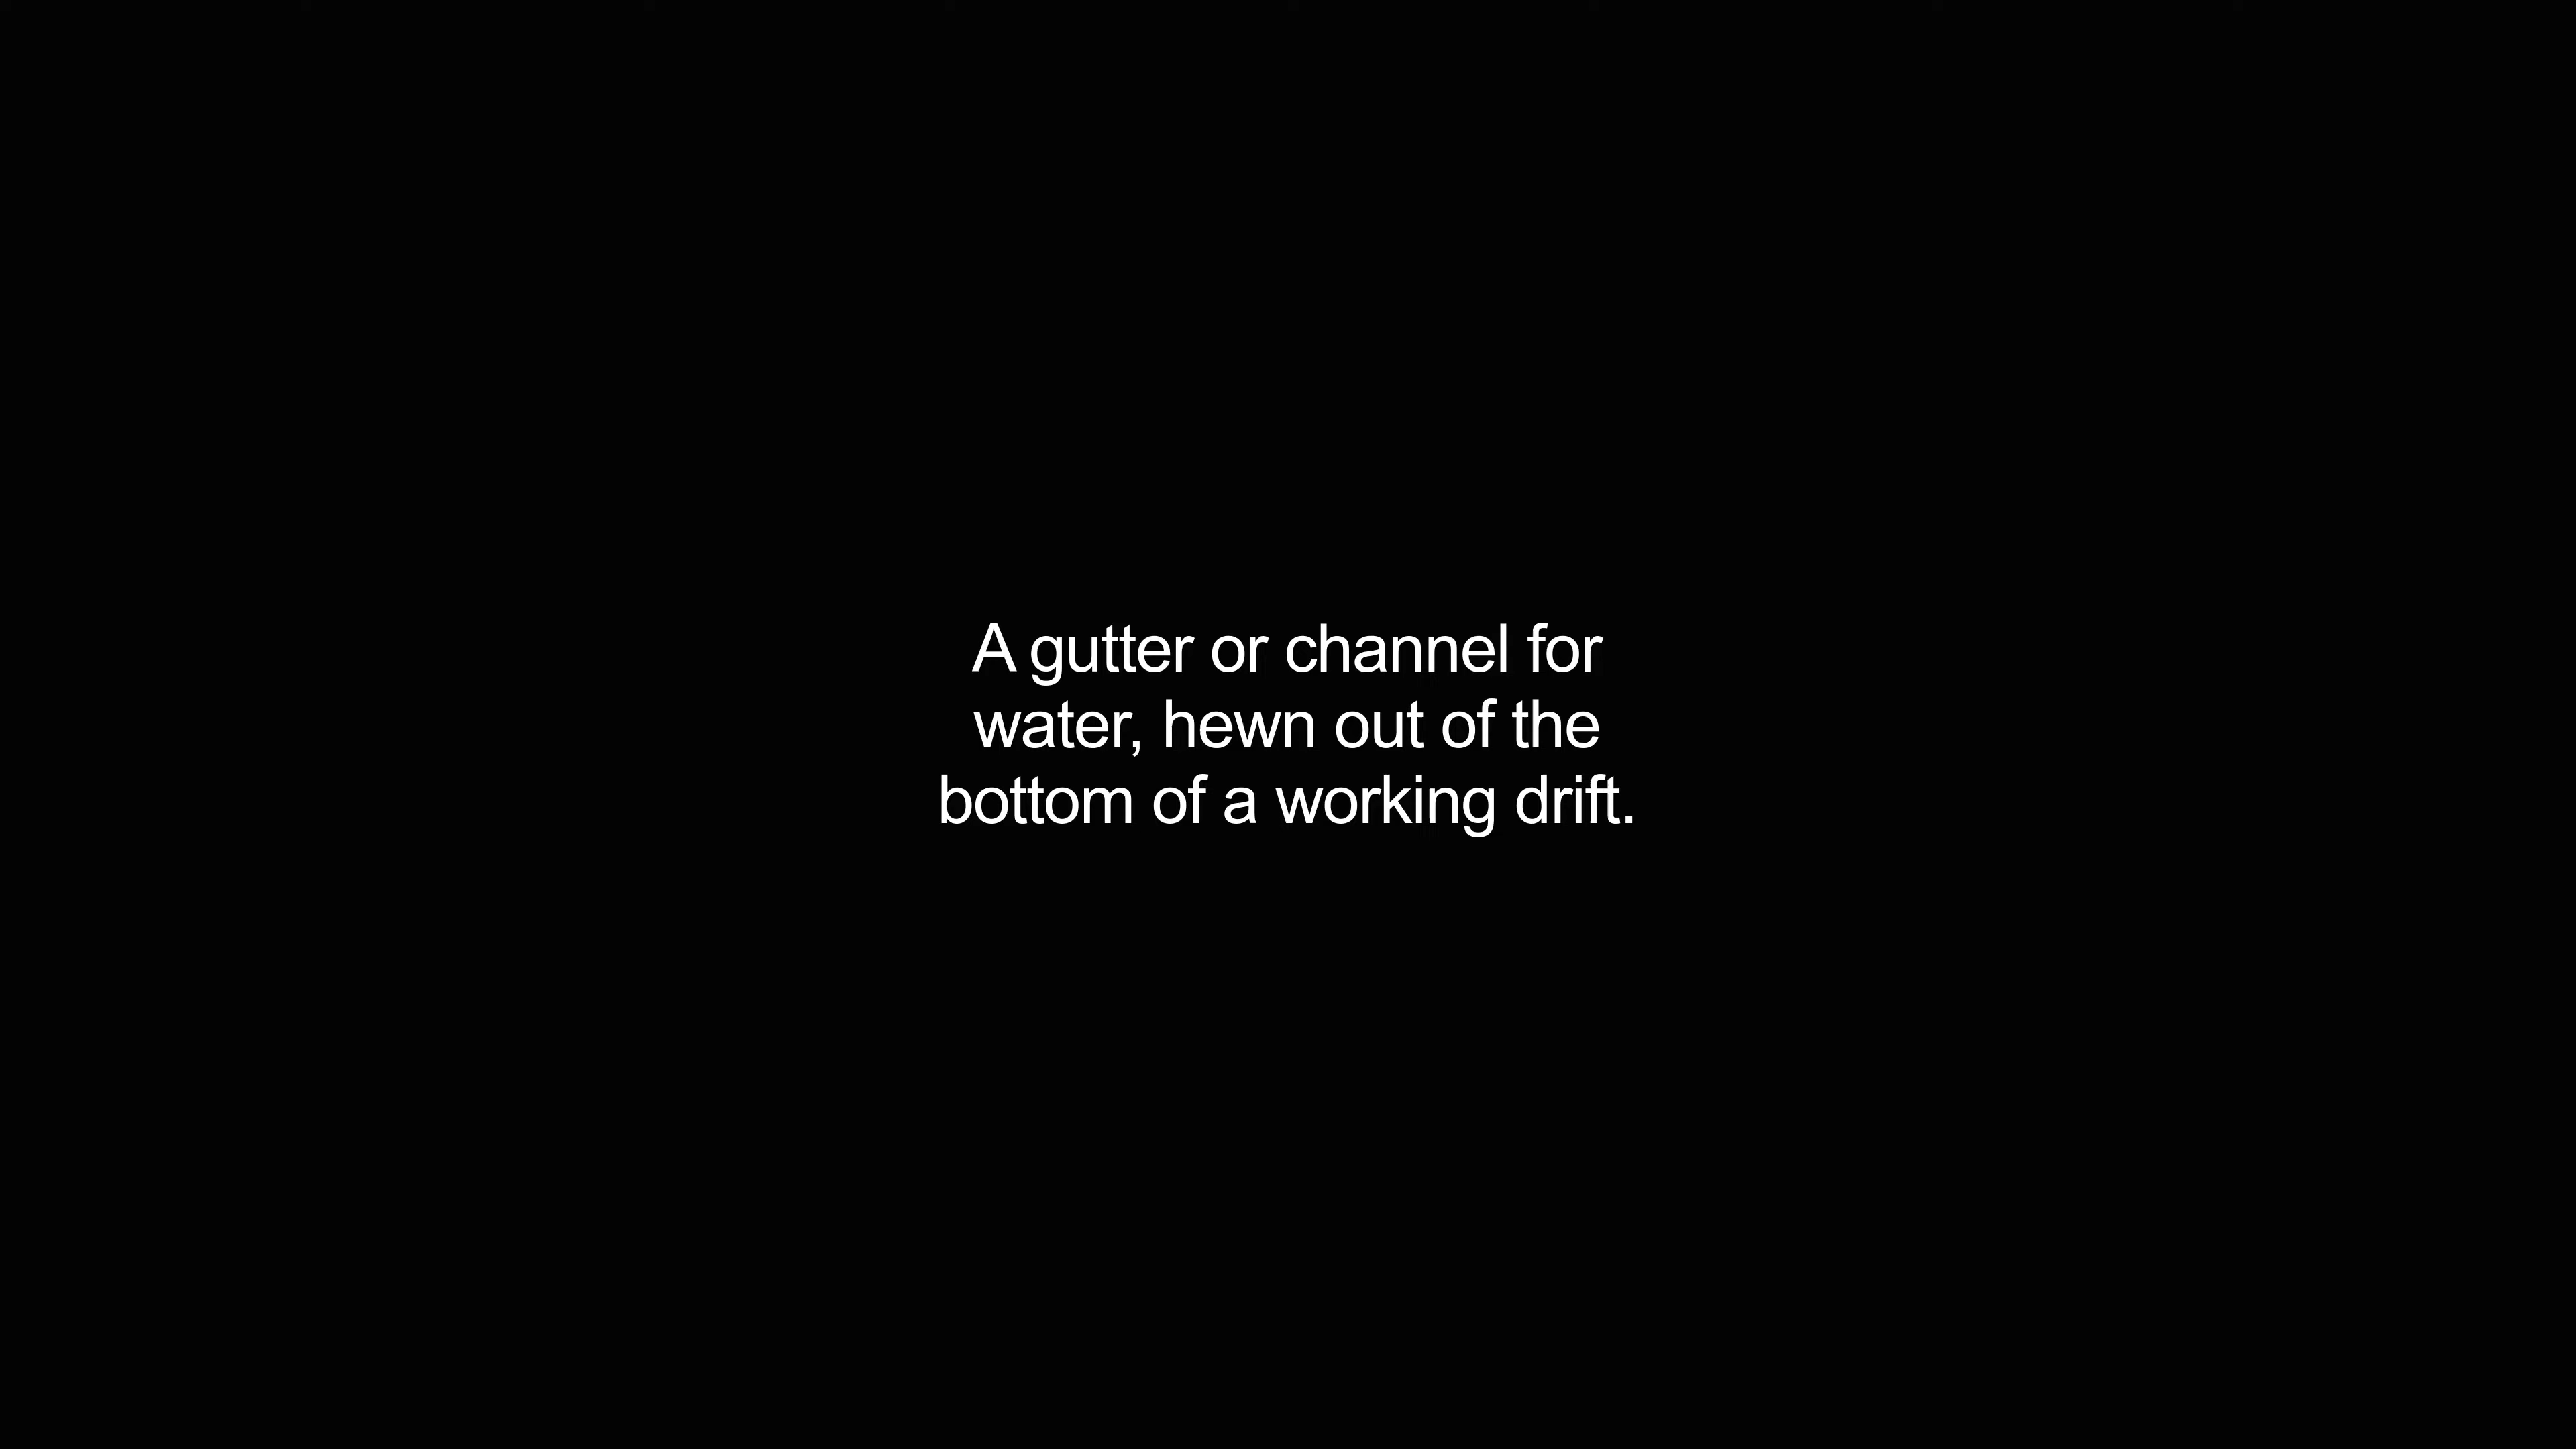 A gutter or channel for
water, hewn out of the
bottom of a working drift.